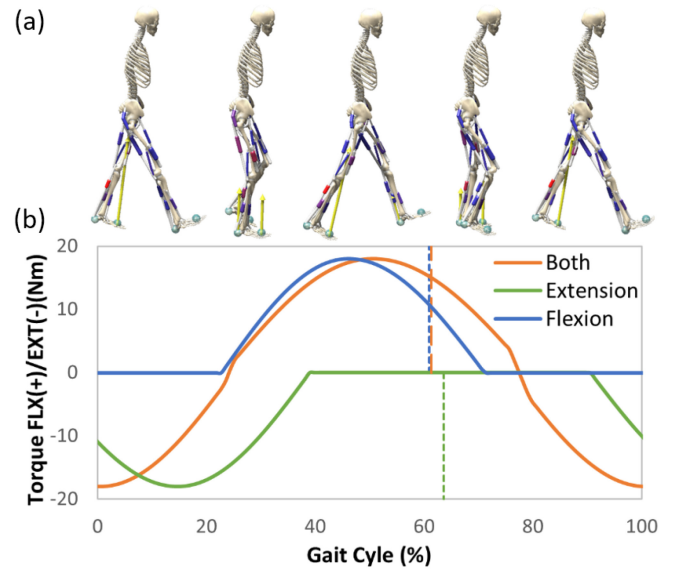 (a)
(b)
Torque FLX(+)/EXT(-)(Nm)
20
10
0
-10
-20
Both
Extension
Flexion
0
20
40
60
80
100
Gait Cyle (%)